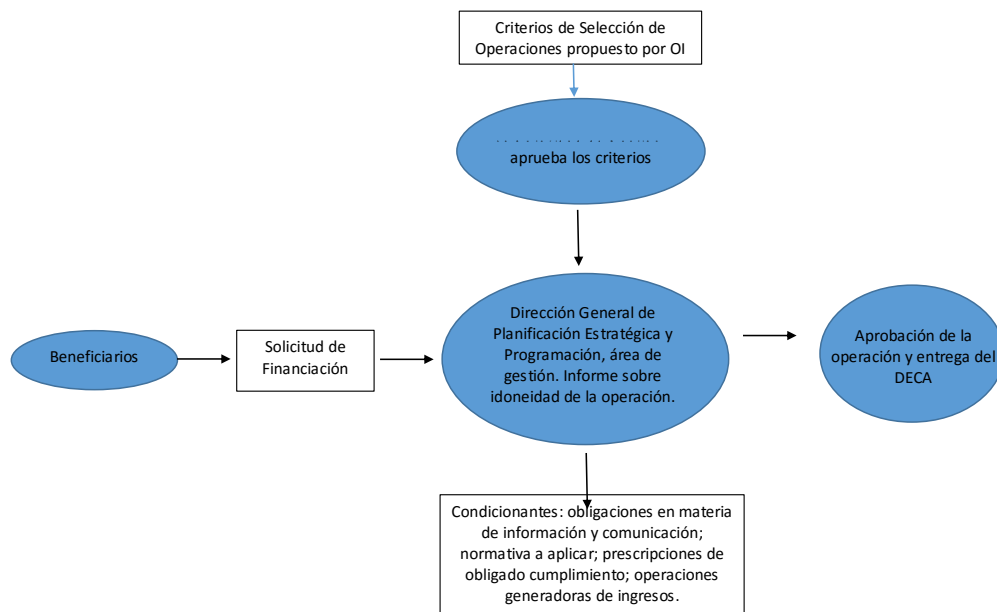 Criterios de Selección de
Operaciones propuesto por OI
aprueba los criterios
Beneficiarios
Solicitud de
Financiación
Dirección General de
Planificación Estratégica y
Programación, área de
gestión. Informe sobre
idoneidad de la operación.
Aprobación de la
operación y entrega del
DECA
Condicionantes: obligaciones en materia
de información y comunicación;
normativa a aplicar; prescripciones de
obligado cumplimiento; operaciones
generadoras de ingresos.